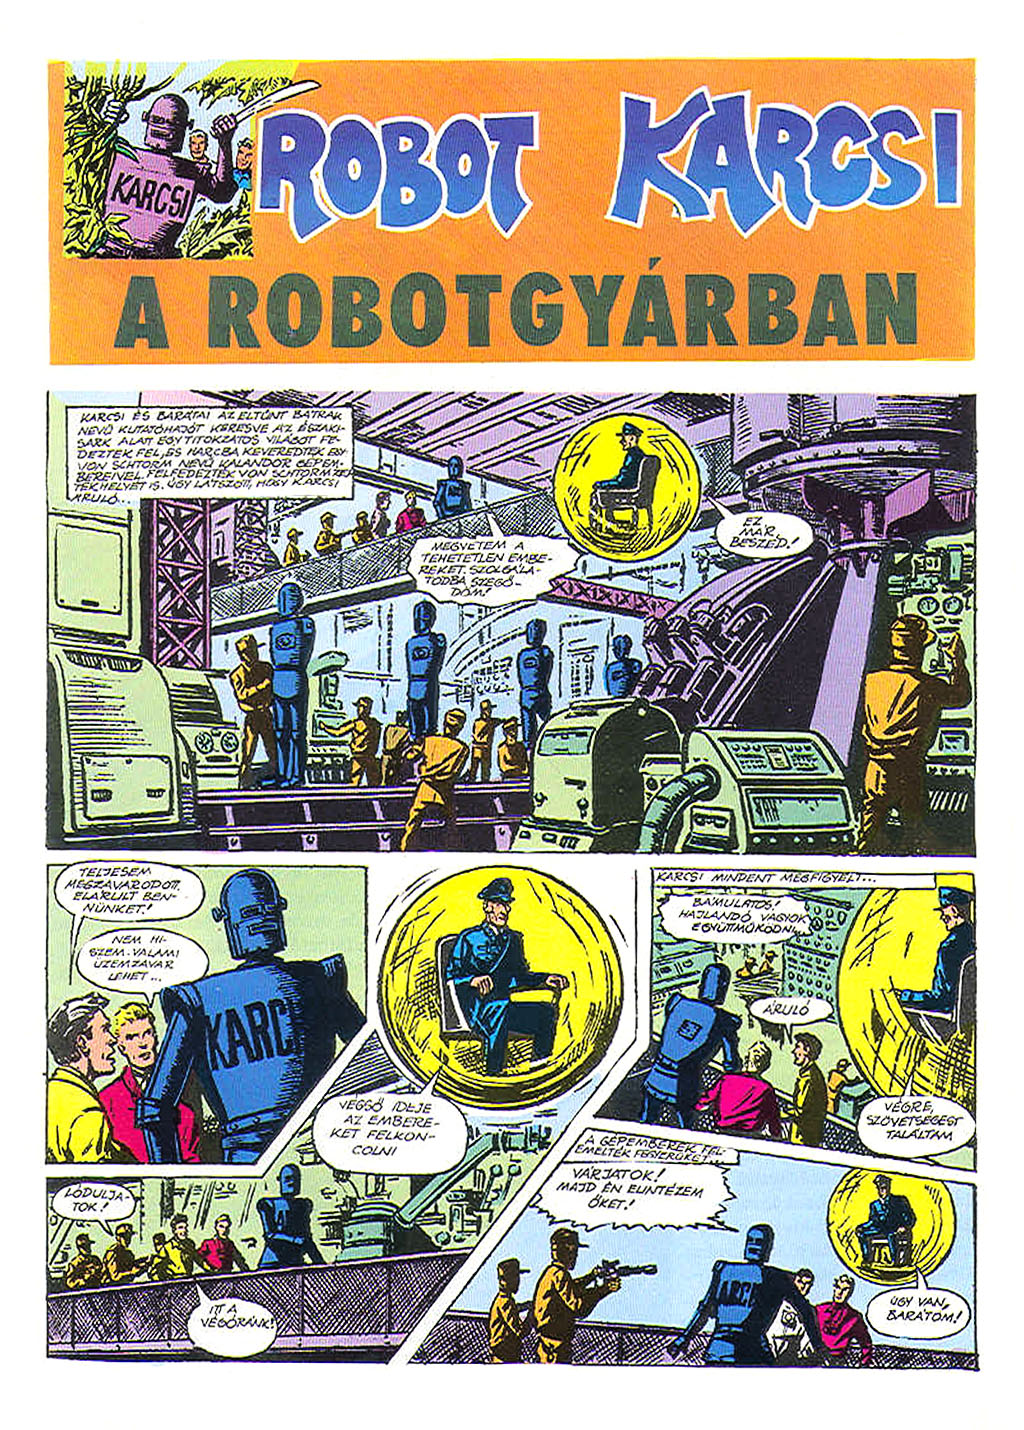 KARCSI
ROBOT KARCSI
A ROBOTGYÁRBAN
KARCSI ÉS BARÁTAI AZ ELTŰNT BÁTRAK
NEVŰ KUTATÓHAJÓT KERESVE AZ ÉSZAKI-
SARK ALATT EGY TITOKZATOS VILÁGOT FE-
DEZTEK FEL, ÉS HARCBA KEVEREDTEK EGY
VON SCHTORM NEVŰ KALANDOR GÉPEM-
BEREIVEL. FELFEDEZTÉK VON SCHTORM REJ-
TEKHELYÉT IS. ÚGY LÁTSZOTT, HOGY KARCSI
ÁRULÓ...
MEGVETEM A
TEHETETLEN EMBE-
REKET, SZOLGÁLA-
TODBA SZEGŐ-
DÖM!
EZ
MÁR
BESZÉD!
TELJESEM
MEGZAVARODOTT.
ELÁRULT BEN-
NÜNKET!
NEM HI-
SZEM. VALAMI
ÜZEMZAVAR
LEHET...
KARCSI
VÉGSŐ IDEJE
AZ EMBERE-
KET FELKON-
COLNI
KARCSI MINDENT MEGFIGYELT...
BÁMULATOS!
HAJLANDÓ VAGYOK
EGYÜTTMŰKÖDNI...
ÁRULÓ
VÉGRE,
SZÖVETSÉGEST
TALÁLTAM
LÓDULJA-
TOK!
ITT A
VÉGÓRÁNK!
A GÉPEMBEREK FEL-
EMELTÉK FEGYERÜKET...
VÁRJATOK!
MAJD ÉN ELINTÉZEM
ŐKET!
KARCSI
ÚGY VAN,
BARÁTOM!